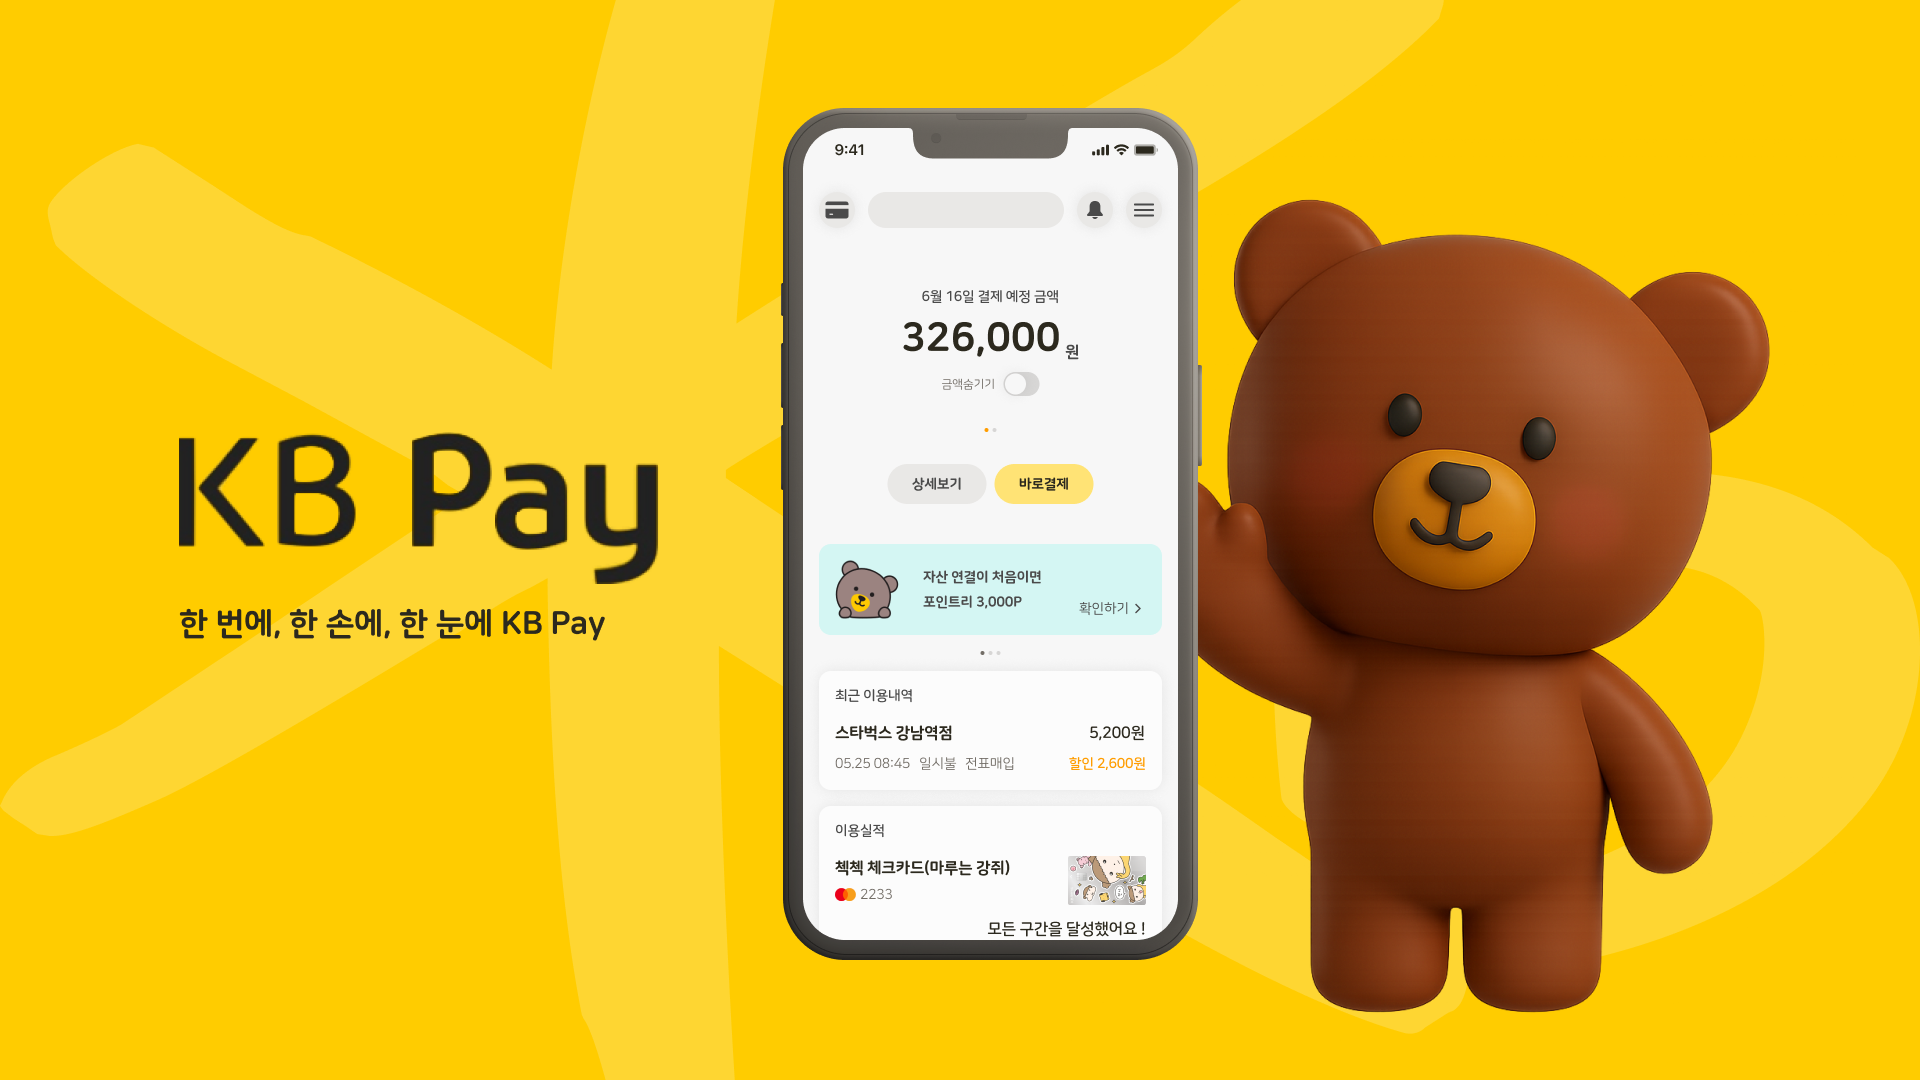 KB Pay
한 번에, 한 손에, 한 눈에 KB Pay
9:41
6월 16일 결제 예정 금액
326,000 원
금액숨기기
상세보기 바로결제
자산 연결이 처음이면
포인트리 3,000P
확인하기
최근 이용내역
스타벅스 강남역점 5,200원
05.25 08:45 일시불 전표매입 할인 2,600원
이용실적
첵첵 체크카드(마루는 강쥐)
2233
모든 구간을 달성했어요 !